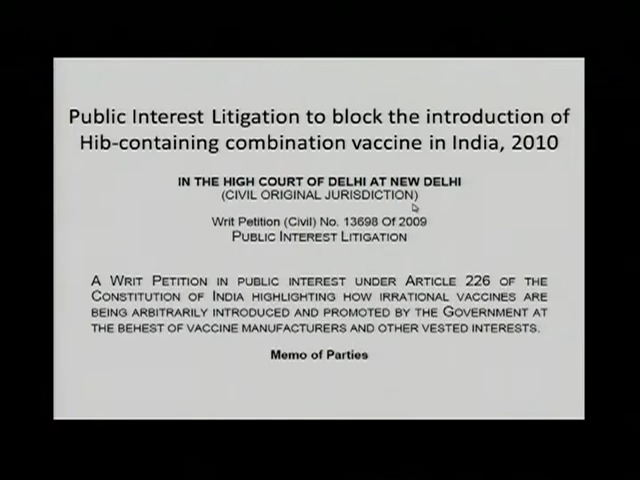 Public Interest Litigation to block the introduction of
Hib-containing combination vaccine in India, 2010
IN THE HIGH COURT OF DELHI AT NEW DELHI
(CIVIL ORIGINAL JURISDICTION)
Writ Petition (Civil) No. 13698 Of 2009
PUBLIC INTEREST LITIGATION
A WRIT PETITION IN PUBLIC INTEREST UNDER ARTICLE 226 OF THE
CONSTITUTION OF INDIA HIGHLIGHTING HOW IRRATIONAL VACCINES ARE
BEING ARBITRARILY INTRODUCED AND PROMOTED BY THE GOVERNMENT AT
THE BEHEST OF VACCINE MANUFACTURERS AND OTHER VESTED INTERESTS.
Memo of Parties